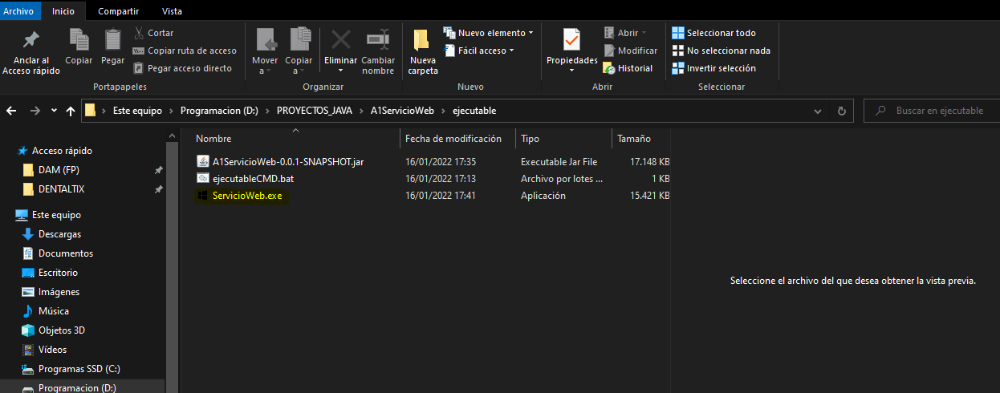 Archivo Inicio Compartir Vista
Anclar al
Acceso rápido
Copiar
Pegar
Cortar
Copiar ruta de acceso
Pegar acceso directo
Portapapeles
Mover
a
Copiar
a
Eliminar
Cambiar
nombre
Organizar
Nueva
carpeta
Nuevo elemento
Fácil acceso
Nuevo
Propiedades
Abrir
Modificar
Historial
Abrir
Seleccionar todo
No seleccionar nada
Invertir selección
Seleccionar
Este equipo > Programacion (D:) > PROYECTOS_JAVA > A1ServicioWeb > ejecutable
Buscar en ejecutable
Acceso rápido
DAM (FP)
DENTALTIX
Este equipo
Descargas
Documentos
Escritorio
Imágenes
Música
Objetos 3D
Vídeos
Programas SSD (C:)
Programacion (D:)
Nombre Fecha de modificación Tipo Tamaño
A1ServicioWeb-0.0.1-SNAPSHOT.jar 16/01/2022 17:35 Executable Jar File 17.148 KB
ejecutableCMD.bat 16/01/2022 17:13 Archivo por lotes ... 1 KB
ServicioWeb.exe 16/01/2022 17:41 Aplicación 15.421 KB
Seleccione el archivo del que desea obtener la vista previa.